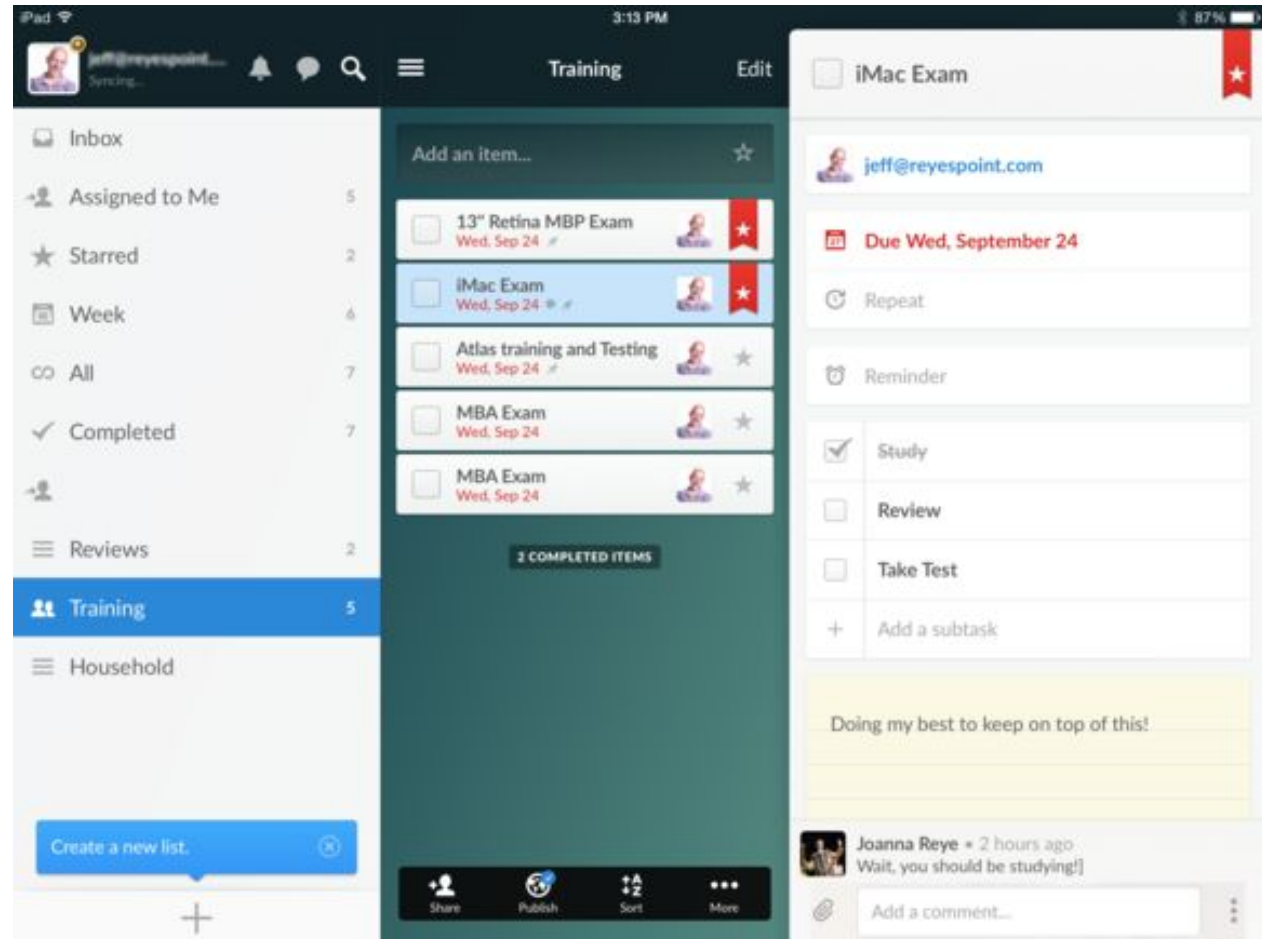 iPad 3:13 PM 87%
jeff@reyespoint....
Syncing...
Training
Edit
Inbox
Assigned to Me 5
Starred 2
Week 6
All 7
Completed 7
Reviews 2
Training 5
Household
Create a new list.
Add an item...
13" Retina MBP Exam
Wed, Sep 24
iMac Exam
Wed, Sep 24
Atlas training and Testing
Wed, Sep 24
MBA Exam
Wed, Sep 24
MBA Exam
Wed, Sep 24
2 COMPLETED ITEMS
Share Publish Sort More
iMac Exam
jeff@reyespoint.com
Due Wed, September 24
Repeat
Reminder
Study
Review
Take Test
Add a subtask
Doing my best to keep on top of this!
Joanna Reye • 2 hours ago
Wait, you should be studying!]
Add a comment...